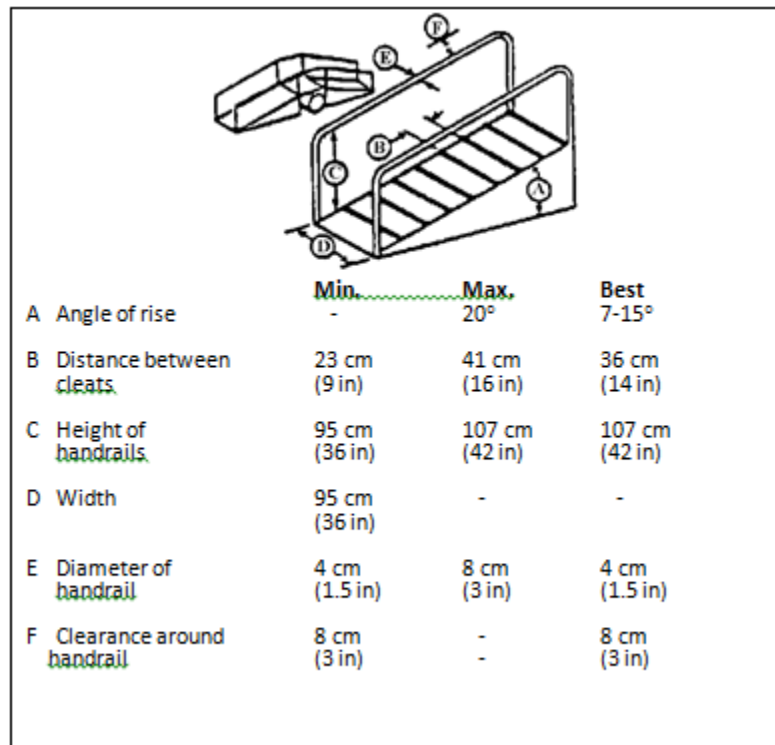 F
E
B
C
A
D
Min. Max. Best
A Angle of rise - 20° 7-15°
B Distance between 23 cm 41 cm 36 cm
cleats (9 in) (16 in) (14 in)
C Height of 95 cm 107 cm 107 cm
handrails (36 in) (42 in) (42 in)
D Width 95 cm - -
(36 in)
E Diameter of 4 cm 8 cm 4 cm
handrail (1.5 in) (3 in) (1.5 in)
F Clearance around 8 cm - 8 cm
handrail (3 in) - (3 in)